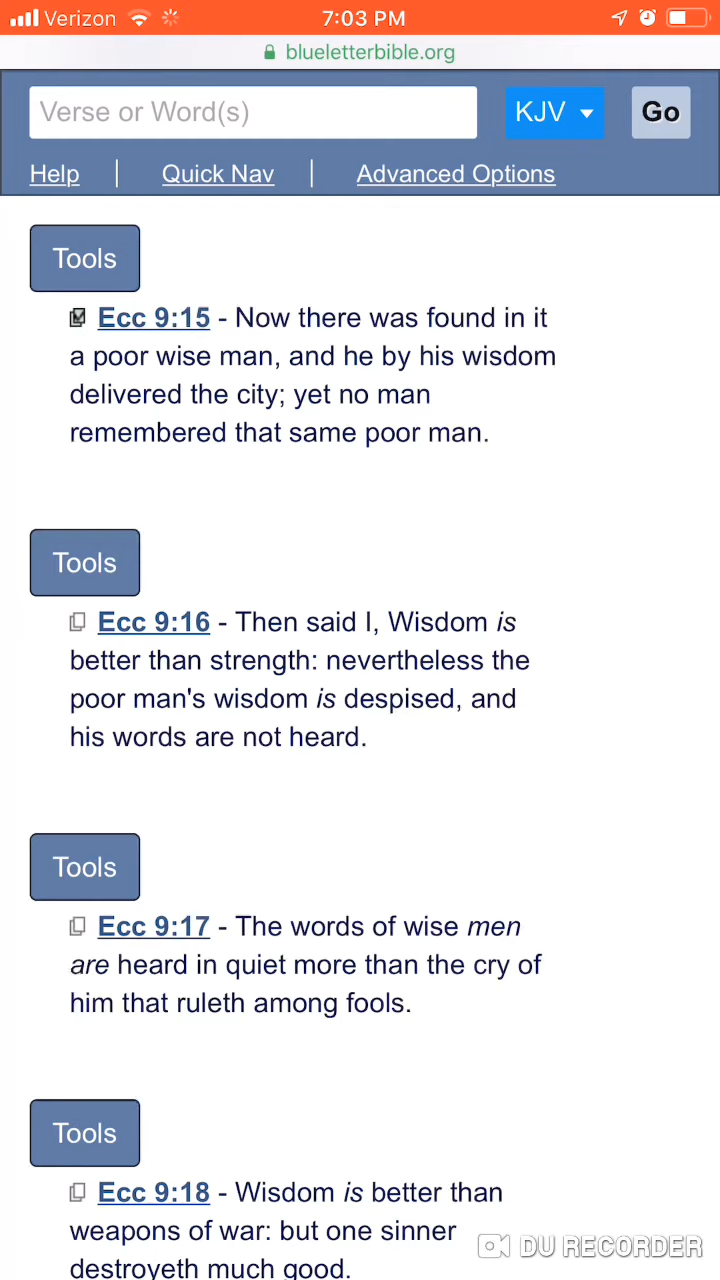 Verizon 7:03 PM
blueletterbible.org
Verse or Word(s) KJV Go
Help | Quick Nav | Advanced Options
Tools
Ecc 9:15 - Now there was found in it
a poor wise man, and he by his wisdom
delivered the city; yet no man
remembered that same poor man.
Tools
Ecc 9:16 - Then said I, Wisdom is
better than strength: nevertheless the
poor man's wisdom is despised, and
his words are not heard.
Tools
Ecc 9:17 - The words of wise men
are heard in quiet more than the cry of
him that ruleth among fools.
Tools
Ecc 9:18 - Wisdom is better than
weapons of war: but one sinner
destroyeth much good.
DU RECORDER